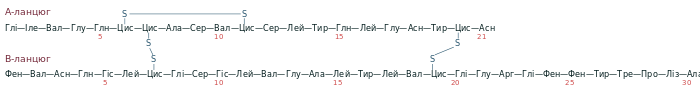 А-ланцюг
S S
Глі—Іле—Вал—Глу—Глн—Цис—Цис—Ала—Сер—Вал—Цис—Сер—Лей—Тир—Глн—Лей—Глу—Асн—Тир—Цис—Асн
5 10 15 21
S S
В-ланцюг
S S
Фен—Вал—Асн—Глн—Гіс—Лей—Цис—Глі—Сер—Гіс—Лей—Вал—Глу—Ала—Лей—Тир—Лей—Вал—Цис—Глі—Глу—Арг—Глі—Фен—Фен—Тир—Тре—Про—Ліз—Ала
5 10 15 20 25 30